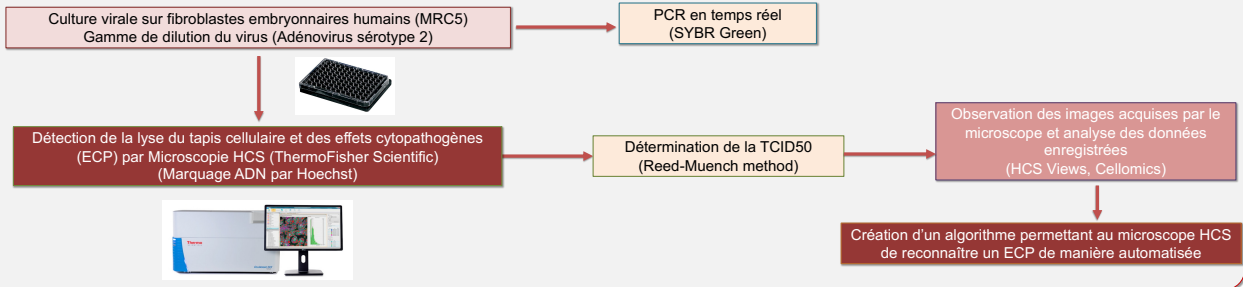 Culture virale sur fibroblastes embryonnaires humains (MRC5)
Gamme de dilution du virus (Adénovirus sérotype 2)
PCR en temps réel
(SYBR Green)
Détection de la lyse du tapis cellulaire et des effets cytopathogènes
(ECP) par Microscopie HCS (ThermoFisher Scientific)
(Marquage ADN par Hoechst)
Détermination de la TCID50
(Reed-Muench method)
Observation des images acquises par le
microscope et analyse des données
enregistrées
(HCS Views, Cellomics)
Création d'un algorithme permettant au microscope HCS
de reconnaître un ECP de manière automatisée
Thermo